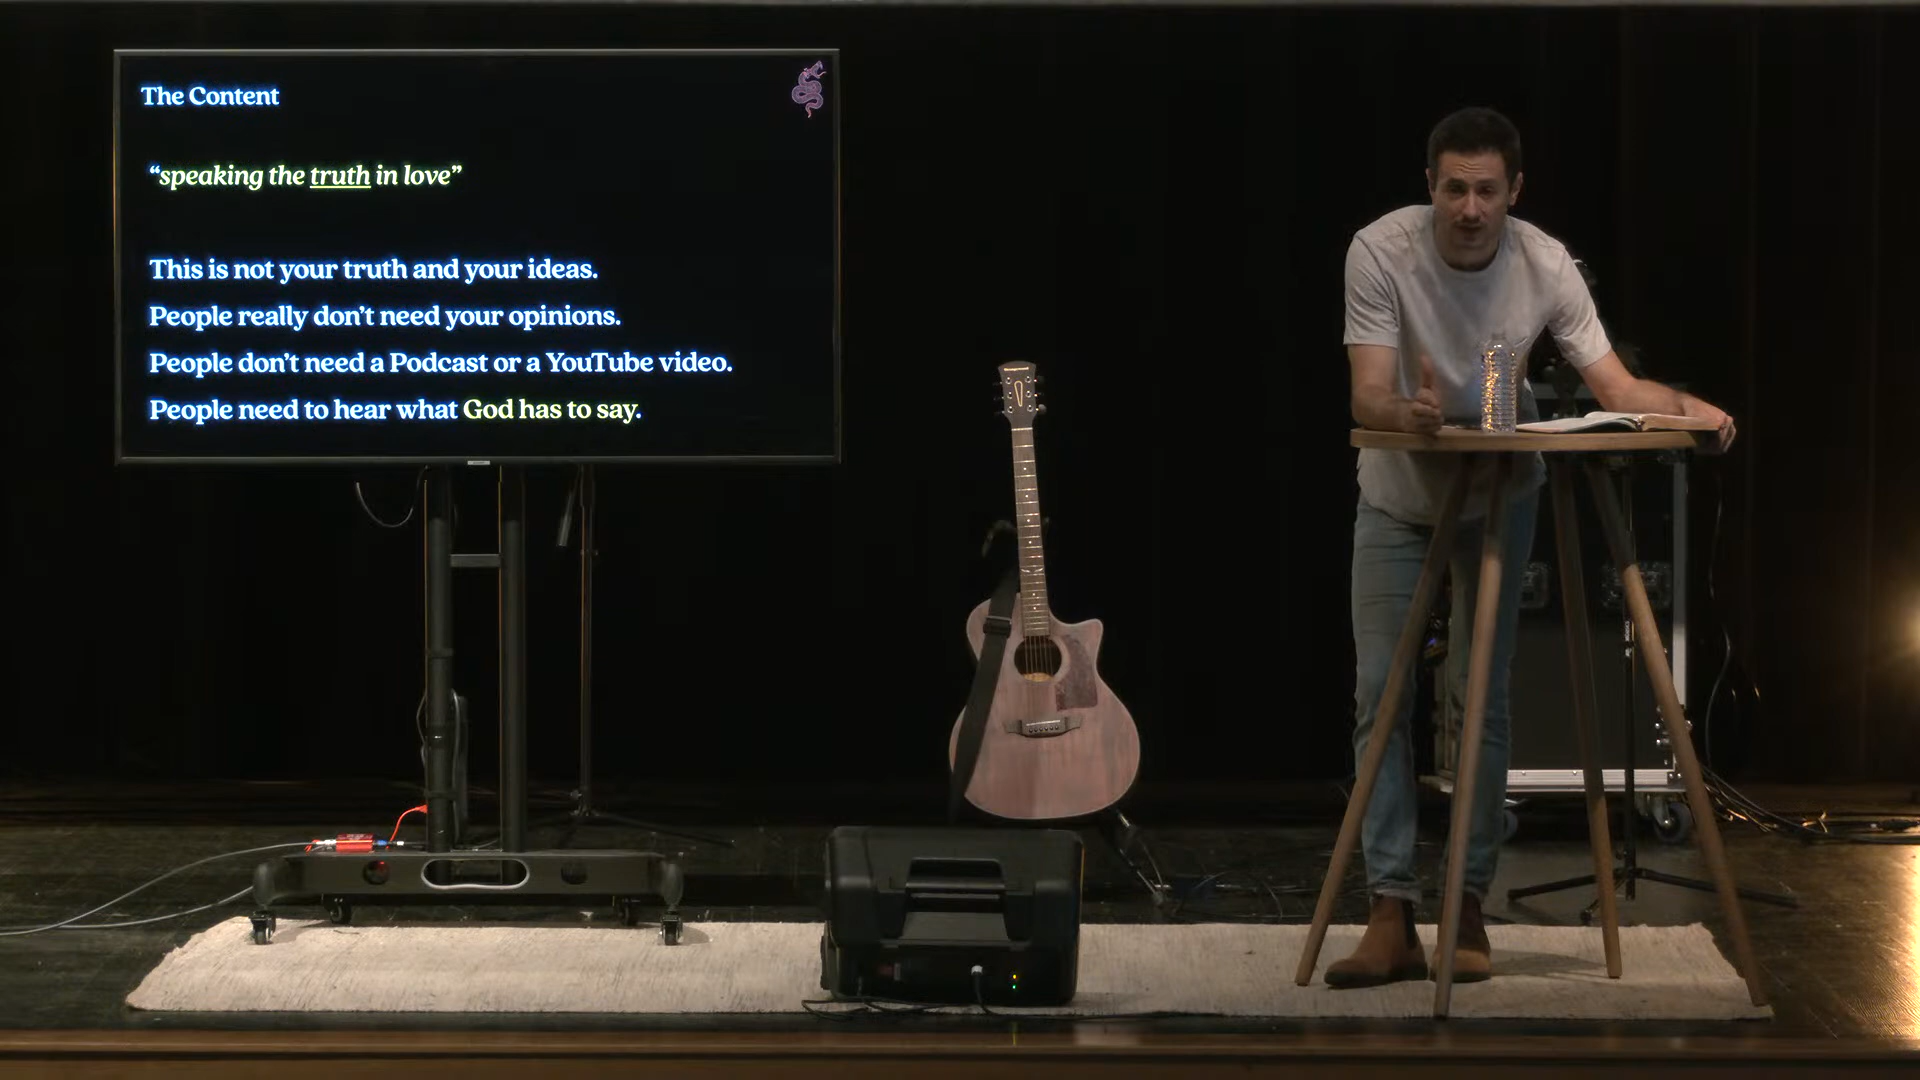 The Content
“speaking the truth in love”
This is not your truth and your ideas.
People really don’t need your opinions.
People don’t need a Podcast or a YouTube video.
People need to hear what God has to say.